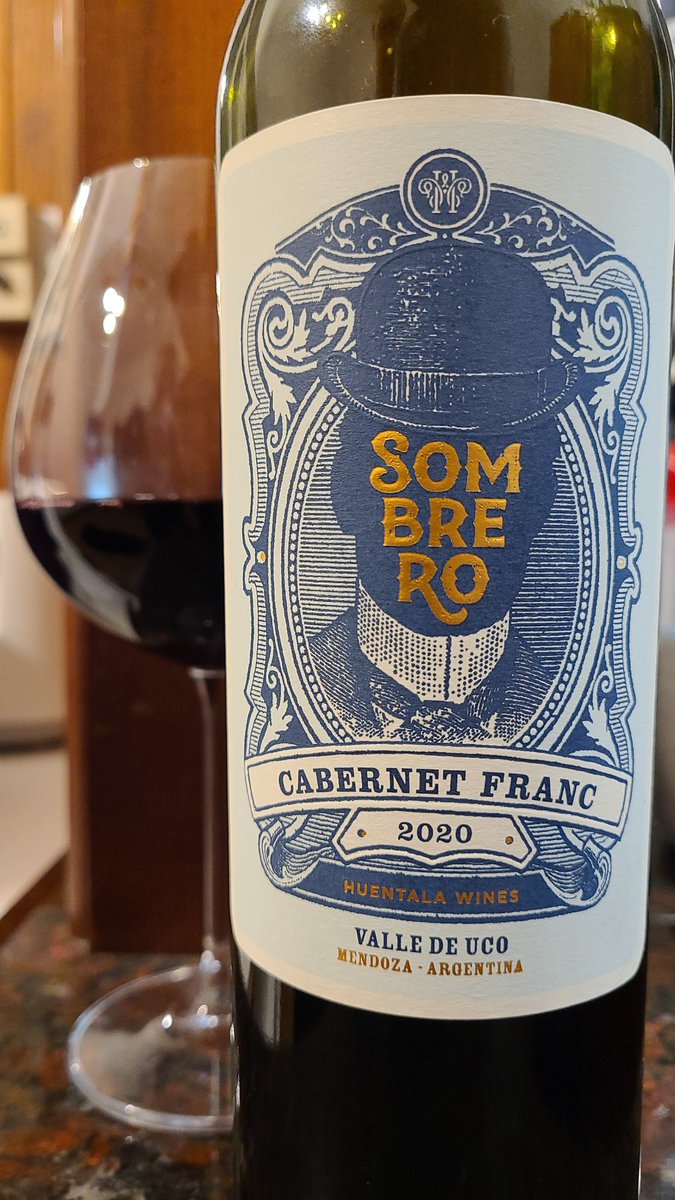 H
SOM
BRE
RO
CABERNET FRANC
2020
HUENTALA WINES
VALLE DE UCO
MENDOZA - ARGENTINA